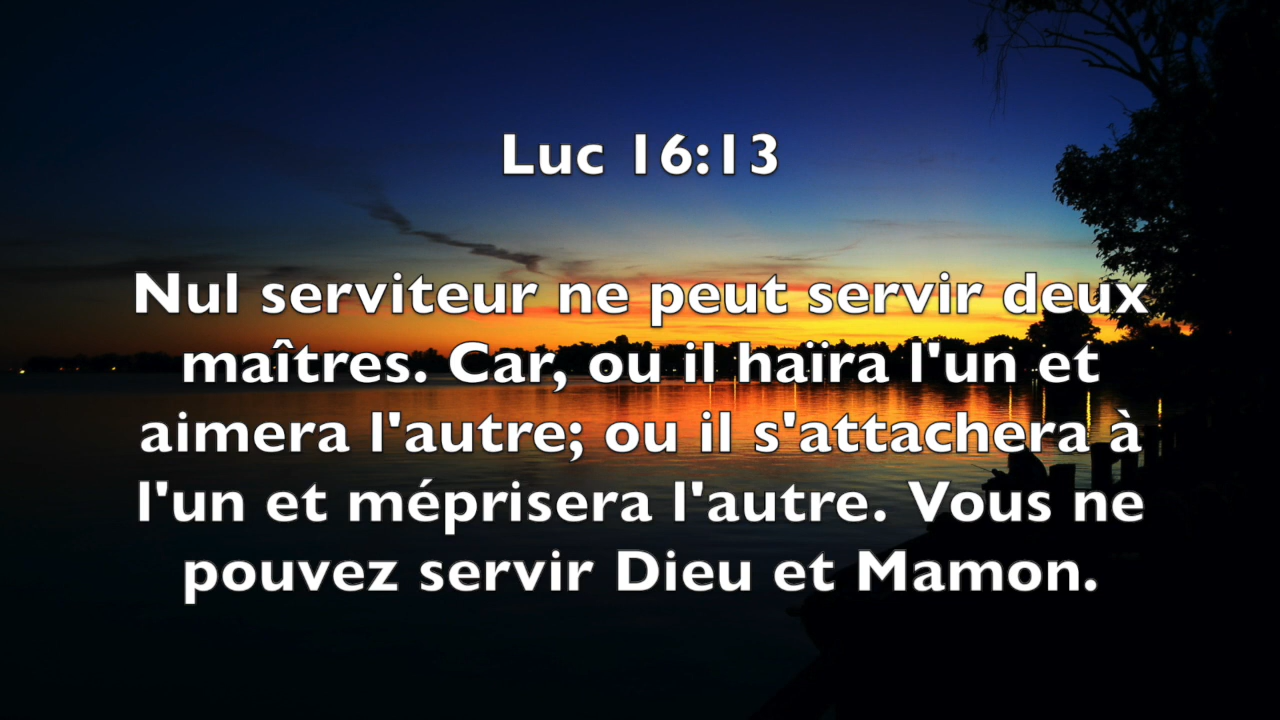 Luc 16:13
Nul serviteur ne peut servir deux
maîtres. Car, ou il haïra l'un et
aimera l'autre; ou il s'attachera à
l'un et méprisera l'autre. Vous ne
pouvez servir Dieu et Mamon.